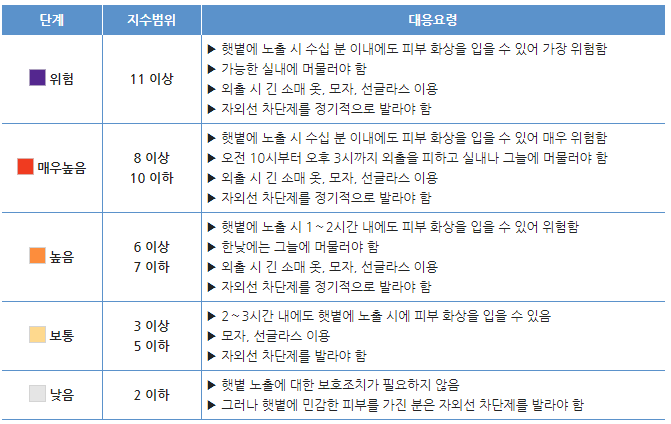 단계 지수범위 대응요령
위험 11 이상
▶ 햇볕에 노출 시 수십 분 이내에도 피부 화상을 입을 수 있어 가장 위험함
▶ 가능한 실내에 머물러야 함
▶ 외출 시 긴 소매 옷, 모자, 선글라스 이용
▶ 자외선 차단제를 정기적으로 발라야 함
매우높음 8 이상
10 이하
▶ 햇볕에 노출 시 수십 분 이내에도 피부 화상을 입을 수 있어 매우 위험함
▶ 오전 10시부터 오후 3시까지 외출을 피하고 실내나 그늘에 머물러야 함
▶ 외출 시 긴 소매 옷, 모자, 선글라스 이용
▶ 자외선 차단제를 정기적으로 발라야 함
높음 6 이상
7 이하
▶ 햇볕에 노출 시 1～2시간 내에도 피부 화상을 입을 수 있어 위험함
▶ 한낮에는 그늘에 머물러야 함
▶ 외출 시 긴 소매 옷, 모자, 선글라스 이용
▶ 자외선 차단제를 정기적으로 발라야 함
보통 3 이상
5 이하
▶ 2～3시간 내에도 햇볕에 노출 시에 피부 화상을 입을 수 있음
▶ 모자, 선글라스 이용
▶ 자외선 차단제를 발라야 함
낮음 2 이하
▶ 햇볕 노출에 대한 보호조치가 필요하지 않음
▶ 그러나 햇볕에 민감한 피부를 가진 분은 자외선 차단제를 발라야 함